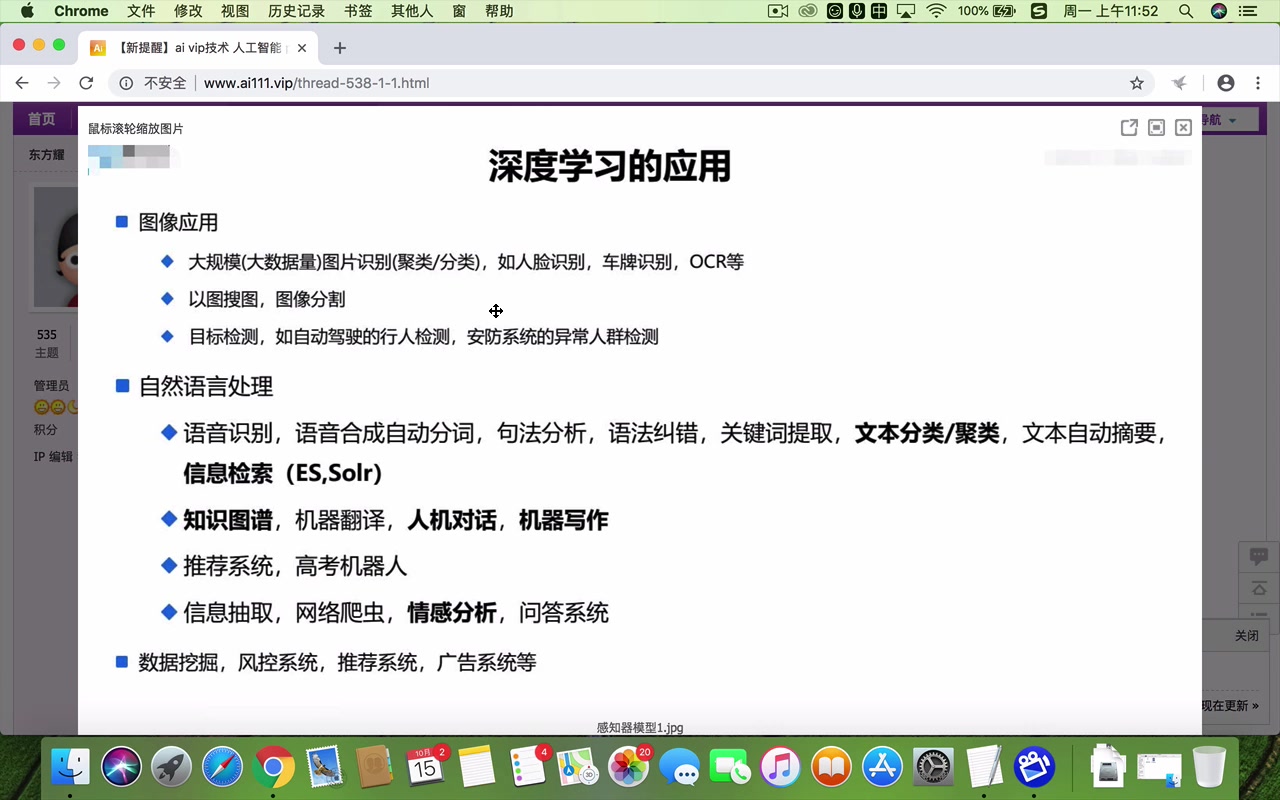 Chrome 文件 修改 视图 历史记录 书签 其他人 窗 帮助 100% 周一 上午11:52
【新提醒】ai vip技术 人工智能
不安全 www.ai111.vip/thread-538-1-1.html
首页
导航
鼠标滚轮缩放图片
东方耀
深度学习的应用
图像应用
大规模(大数据量)图片识别(聚类/分类)，如人脸识别，车牌识别，OCR等
以图搜图，图像分割
目标检测，如自动驾驶的行人检测，安防系统的异常人群检测
535
主题
管理员
积分
IP 编辑
自然语言处理
语音识别，语音合成自动分词，句法分析，语法纠错，关键词提取，文本分类/聚类，文本自动摘要，
信息检索（ES,Solr）
知识图谱，机器翻译，人机对话，机器写作
推荐系统，高考机器人
信息抽取，网络爬虫，情感分析，问答系统
数据挖掘，风控系统，推荐系统，广告系统等
关闭
现在更新 »
感知器模型1.jpg
10月 15 2 4 20 3D